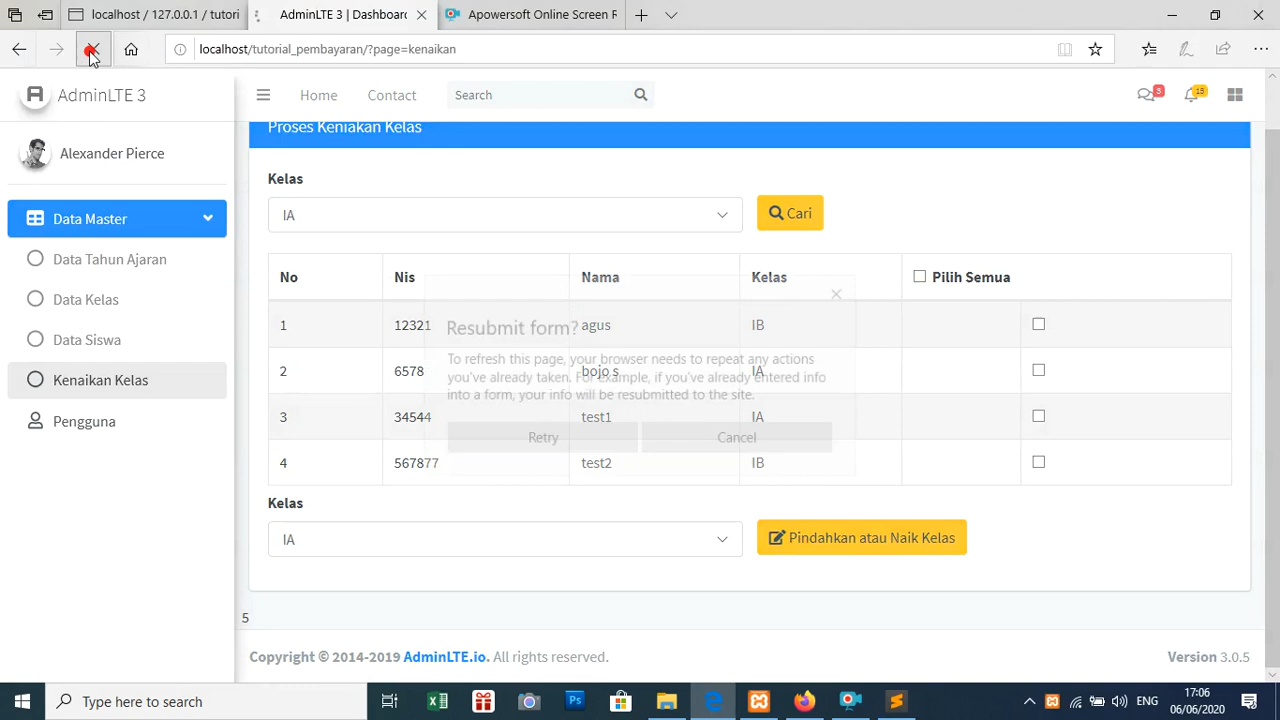 localhost / 127.0.0.1 / tutori
AdminLTE 3 | Dashboard
Apowersoft Online Screen R
localhost/tutorial_pembayaran/?page=kenaikan
AdminLTE 3
Home
Contact
Search
3
15
Alexander Pierce
Data Master
Data Tahun Ajaran
Data Kelas
Data Siswa
Kenaikan Kelas
Pengguna
Proses Keniakan Kelas
Kelas
IA
Cari
No Nis Nama Kelas Pilih Semua
1 12321 agus IB
2 6578 bojo s IA
3 34544 test1 IA
4 567877 test2 IB
Resubmit form?
To refresh this page, your browser needs to repeat any actions
you've already taken. For example, if you've already entered info
into a form, your info will be resubmitted to the site.
Retry
Cancel
Kelas
IA
Pindahkan atau Naik Kelas
5
Copyright © 2014-2019 AdminLTE.io. All rights reserved.
Version 3.0.5
Type here to search
ENG
17:06
06/06/2020